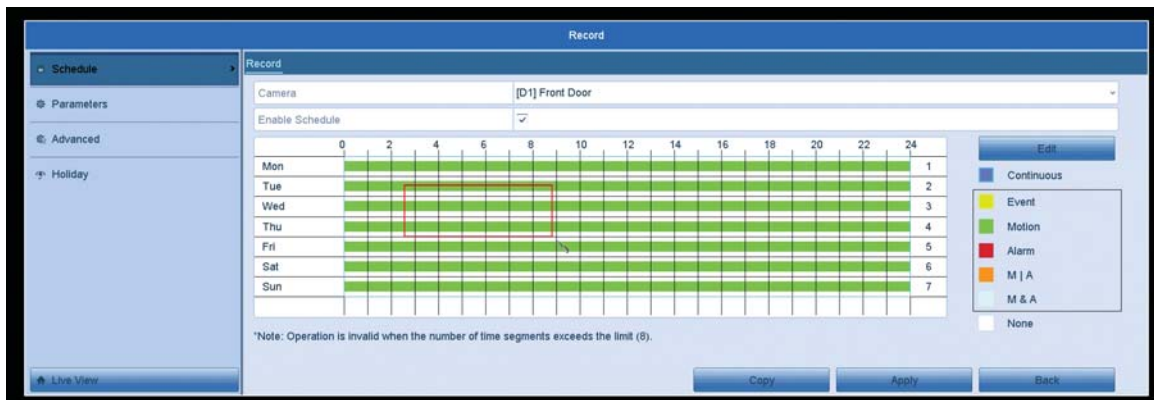 Record
Schedule
Parameters
Advanced
Holiday
Live View
Record
Camera
[D1] Front Door
Enable Schedule
0 2 4 6 8 10 12 14 16 18 20 22 24
Mon 1
Tue 2
Wed 3
Thu 4
Fri 5
Sat 6
Sun 7
Edit
Continuous
Event
Motion
Alarm
M | A
M & A
None
*Note: Operation is invalid when the number of time segments exceeds the limit (8).
Copy
Apply
Back